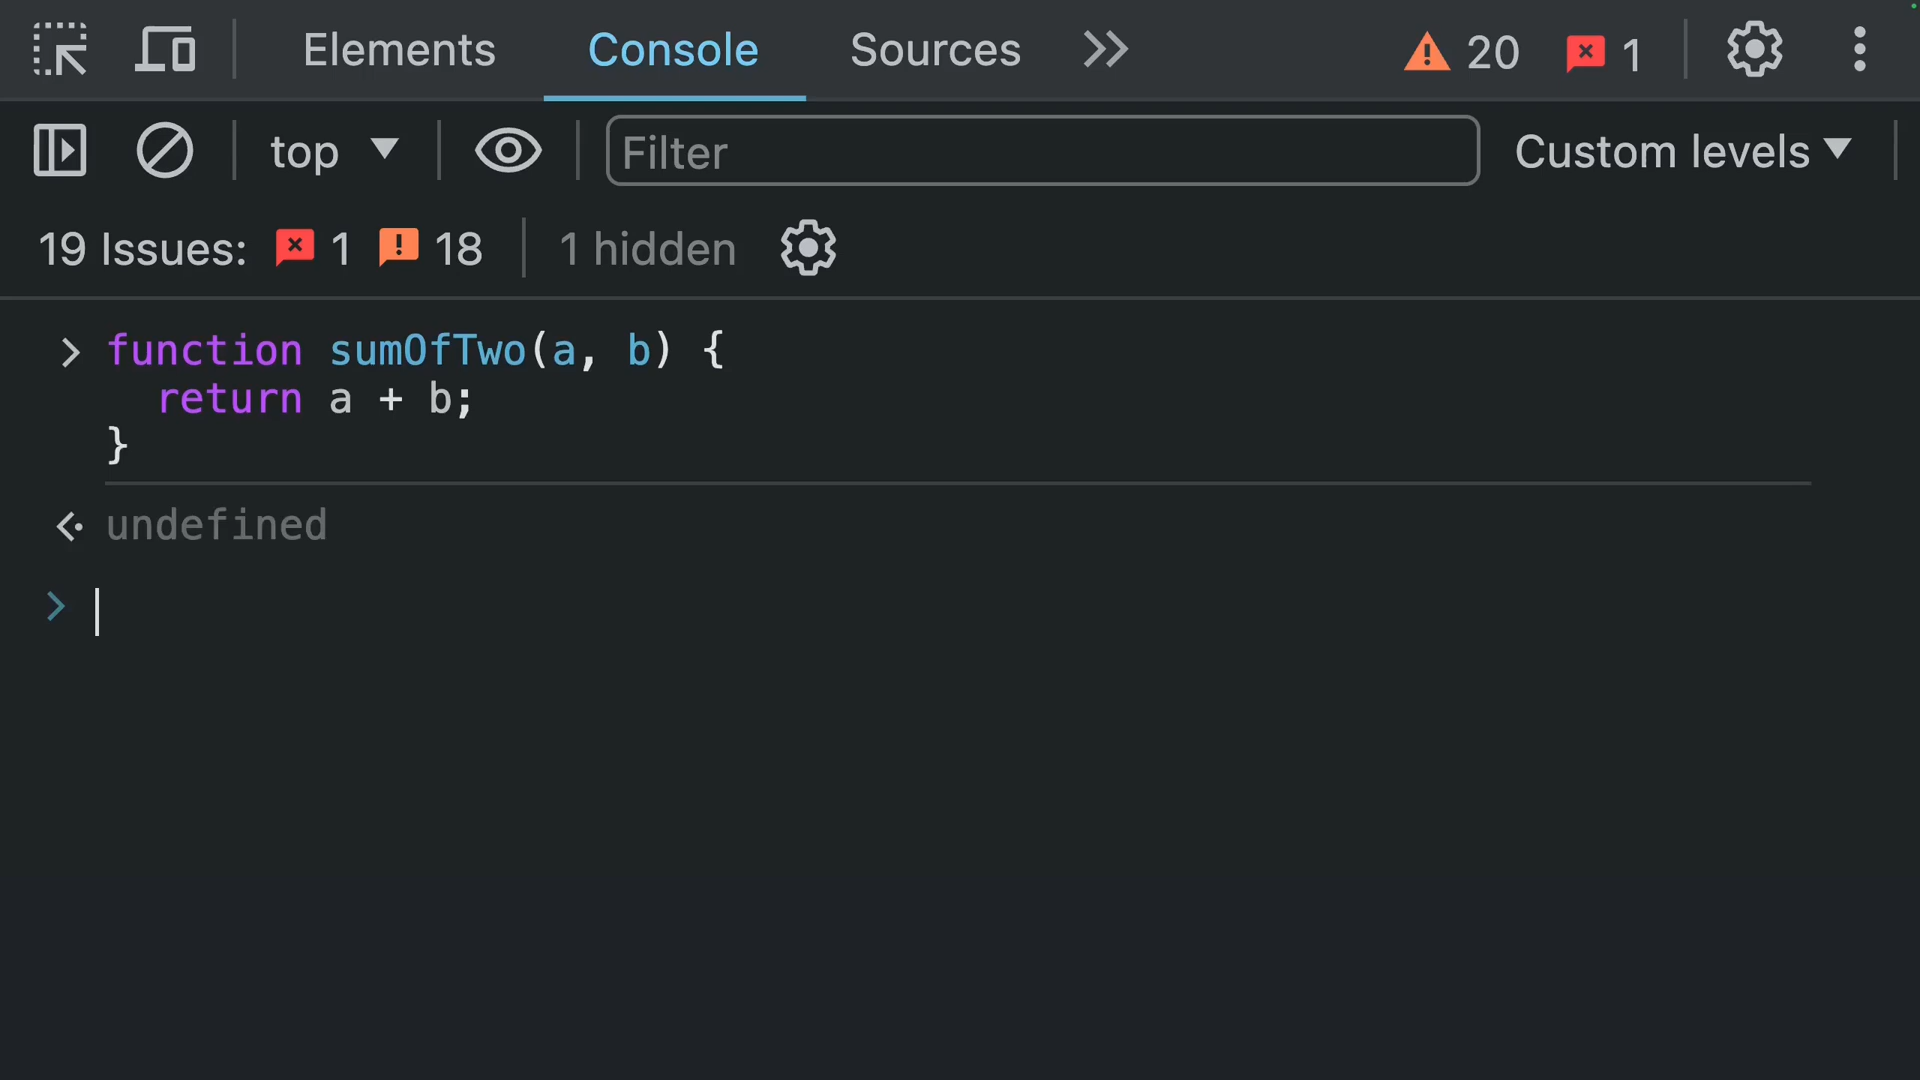 Elements Console Sources 20 1
top Filter Custom levels
19 Issues: 1 18 1 hidden
function sumOfTwo(a, b) {
  return a + b;
}
undefined